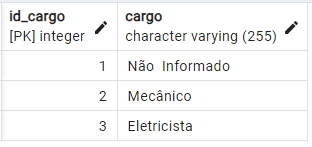 id_cargo cargo
[PK] integer character varying (255)
1 Não Informado
2 Mecânico
3 Eletricista